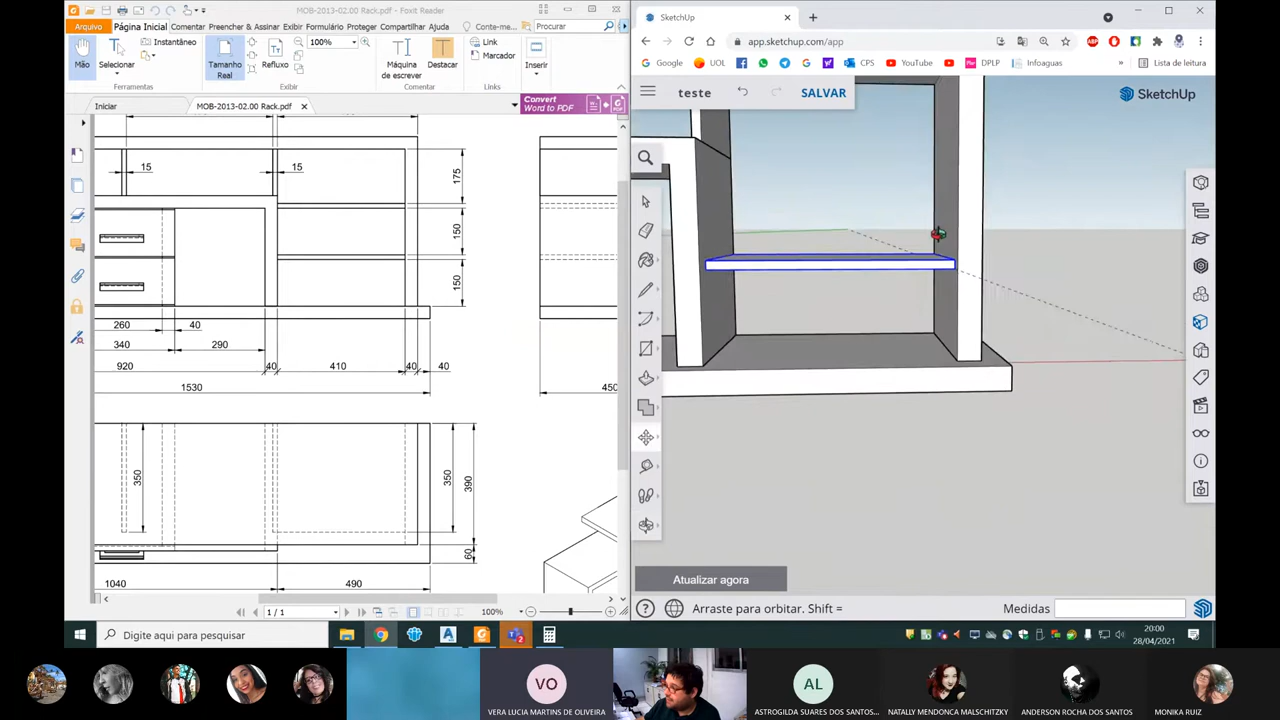 MOB-2013-02.00 Rack.pdf - Foxit Reader
SketchUp
Arquivo
Página Inicial
Comentar
Preencher & Assinar
Exibir
Formulário
Proteger
Compartilhar
Ajuda
Conte-me...
Procurar
app.sketchup.com/app
Mão
Selecionar
Instantâneo
Tamanho
Real
Refluxo
100%
Máquina
de escrever
Destacar
Link
Marcador
Inserir
Ferramentas
Exibir
Comentar
Links
Google
UOL
CPS
YouTube
DPLP
Infoaguas
Lista de leitura
Iniciar
MOB-2013-02.00 Rack.pdf
Convert
Word to PDF
teste
SALVAR
SketchUp
15
15
175
150
150
260
40
340
290
920
40
410
40
40
1530
450
350
350
390
60
1040
490
1 / 1
100%
Atualizar agora
Arraste para orbitar. Shift =
Medidas
Digite aqui para pesquisar
20:00
28/04/2021
VO
VERA LUCIA MARTINS DE OLIVEIRA
AL
ASTROGILDA SUARES DOS SANTOS...
NATALLY MENDONCA MALSCHITZKY
ANDERSON ROCHA DOS SANTOS
MONIKA RUIZ